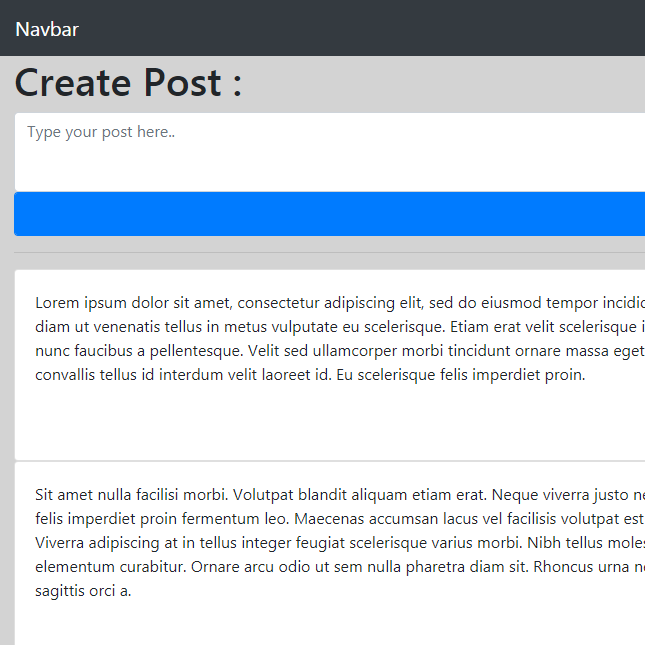 Navbar
Create Post :
Type your post here..
Lorem ipsum dolor sit amet, consectetur adipiscing elit, sed do eiusmod tempor
diam ut venenatis tellus in metus vulputate eu scelerisque. Etiam erat velit scelerisque
nunc faucibus a pellentesque. Velit sed ullamcorper morbi tincidunt ornare massa eget
convallis tellus id interdum velit laoreet id. Eu scelerisque felis imperdiet proin.
Sit amet nulla facilisi morbi. Volutpat blandit aliquam etiam erat. Neque viverra justo
felis imperdiet proin fermentum leo. Maecenas accumsan lacus vel facilisis volutpat est
Viverra adipiscing at in tellus integer feugiat scelerisque varius morbi. Nibh tellus
elementum curabitur. Ornare arcu odio ut sem nulla pharetra diam sit. Rhoncus urna
sagittis orci a.